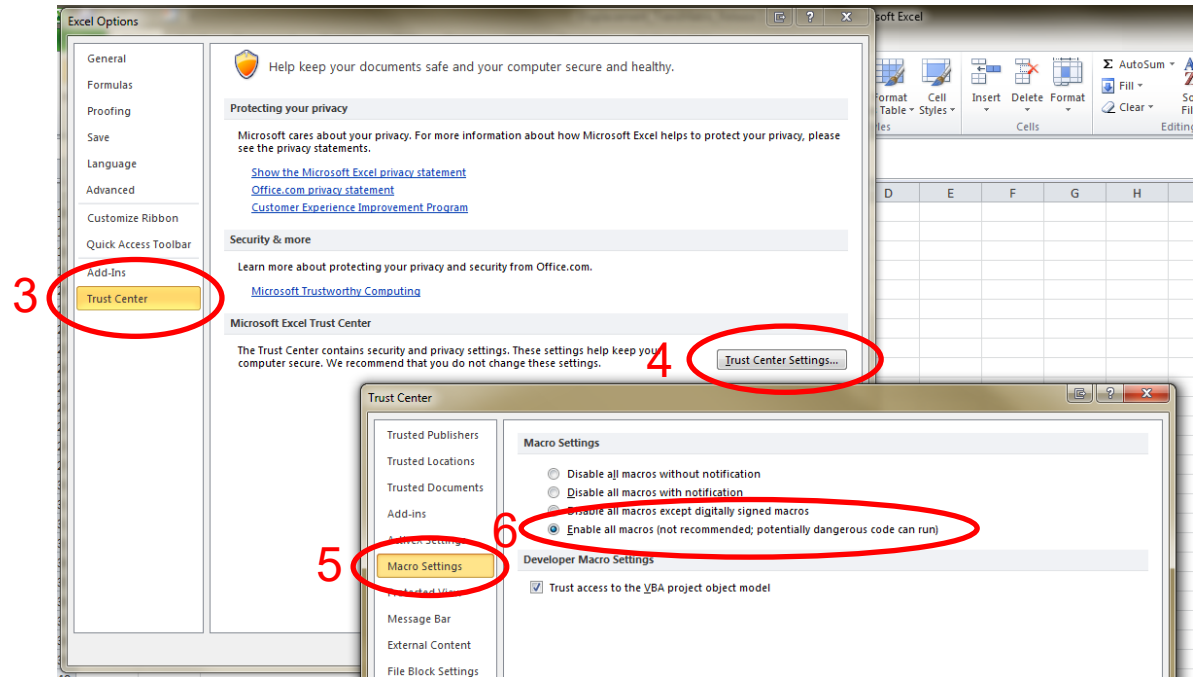 Excel Options
soft Excel
General
Formulas
Proofing
Save
Language
Advanced
Customize Ribbon
Quick Access Toolbar
Add-Ins
3
Trust Center
Help keep your documents safe and your computer secure and healthy.
Protecting your privacy
Microsoft cares about your privacy. For more information about how Microsoft Excel helps to protect your privacy, please
see the privacy statements.
Show the Microsoft Excel privacy statement
Office.com privacy statement
Customer Experience Improvement Program
Security & more
Learn more about protecting your privacy and security from Office.com.
Microsoft Trustworthy Computing
Microsoft Excel Trust Center
The Trust Center contains security and privacy settings. These settings help keep your
computer secure. We recommend that you do not change these settings.
4
Trust Center Settings...
Σ AutoSum
Fill
Clear
Format Cell Insert Delete Format
Table Styles
Cells
Editing
D E F G H
Trust Center
Trusted Publishers
Trusted Locations
Trusted Documents
Add-ins
ActiveX Settings
5
Macro Settings
Protected View
Message Bar
External Content
File Block Settings
Macro Settings
Disable all macros without notification
Disable all macros with notification
Disable all macros except digitally signed macros
6
Enable all macros (not recommended; potentially dangerous code can run)
Developer Macro Settings
Trust access to the VBA project object model